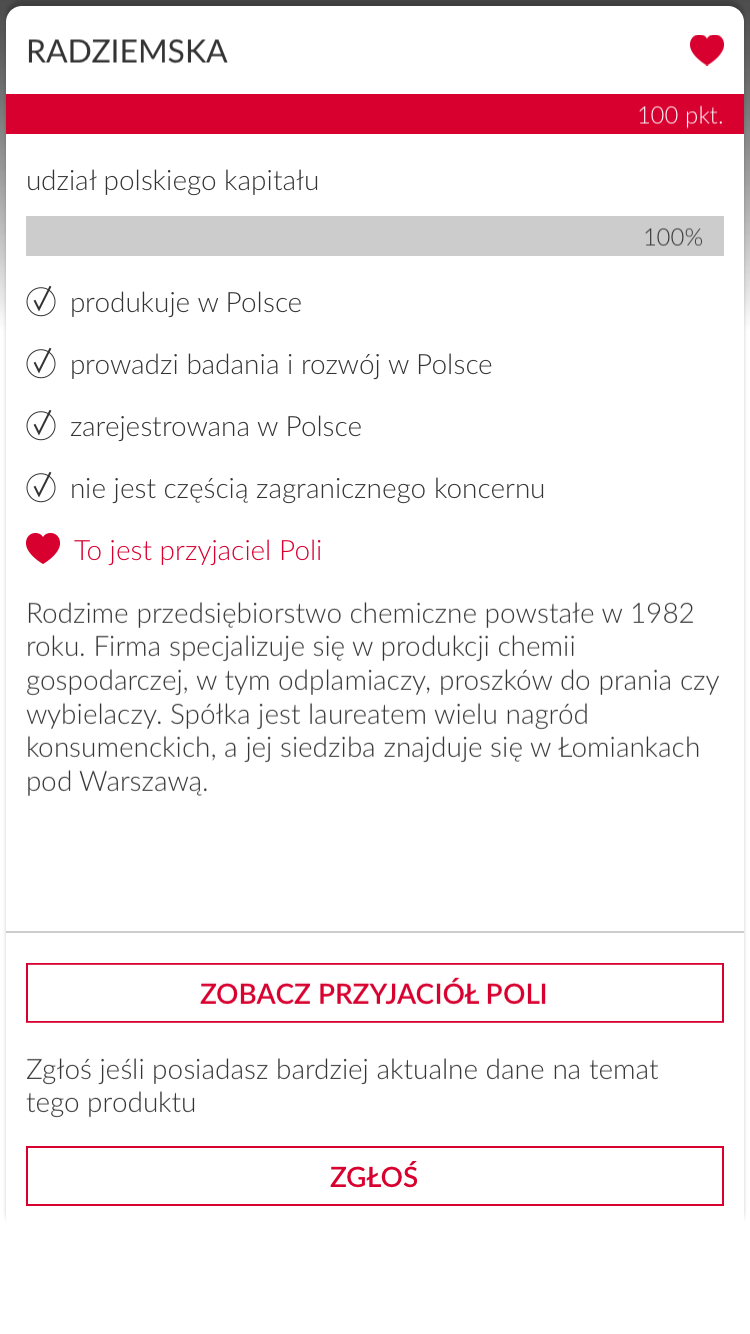 RADZIEMSKA
100 pkt.
udział polskiego kapitału
100%
produkuje w Polsce
prowadzi badania i rozwój w Polsce
zarejestrowana w Polsce
nie jest częścią zagranicznego koncernu
To jest przyjaciel Poli
Rodzime przedsiębiorstwo chemiczne powstałe w 1982
roku. Firma specjalizuje się w produkcji chemii
gospodarczej, w tym odplamiaczy, proszków do prania czy
wybielaczy. Spółka jest laureatem wielu nagród
konsumenckich, a jej siedziba znajduje się w Łomiankach
pod Warszawą.
ZOBACZ PRZYJACIÓŁ POLI
Zgłoś jeśli posiadasz bardziej aktualne dane na temat
tego produktu
ZGŁOŚ